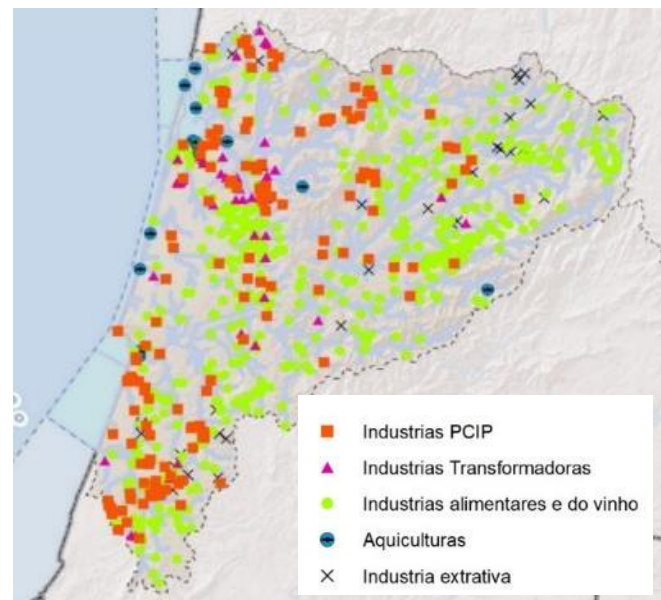 Industrias PCIP
Industrias Transformadoras
Industrias alimentares e do vinho
Aquiculturas
Industria extrativa